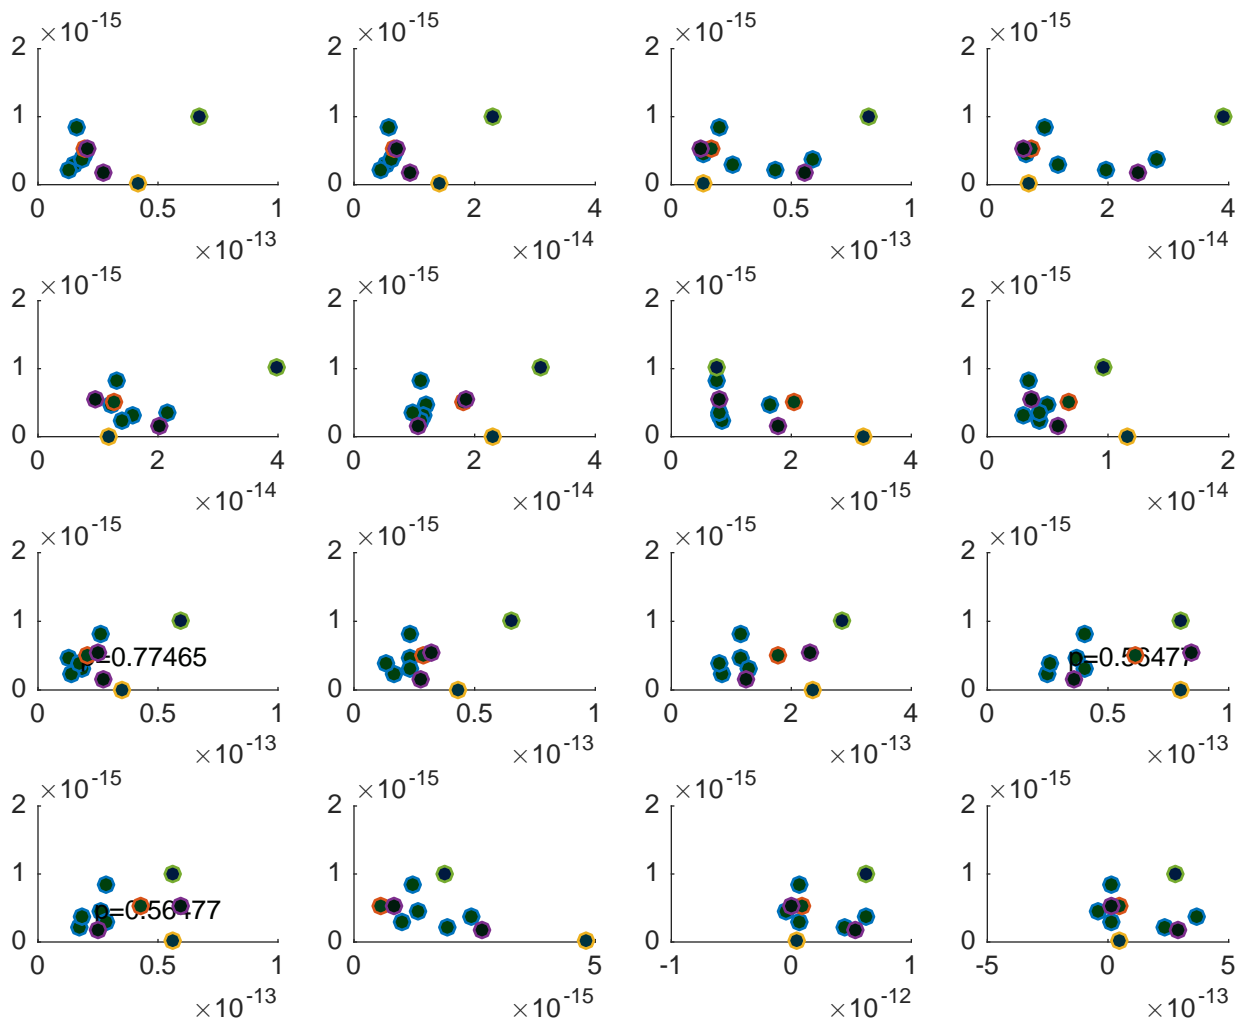 ×10-15 ×10-15 ×10-15 ×10-15
2 2 2 2
1 1 1 1
0 0 0 0
0 0.5 1 0 2 4 0 0.5 1 0 2 4
×10-13 ×10-14 ×10-13 ×10-14
×10-15 ×10-15 ×10-15 ×10-15
2 2 2 2
1 1 1 1
0 0 0 0
0 2 4 0 2 4 0 2 4 0 1 2
×10-14 ×10-14 ×10-15 ×10-14
×10-15 ×10-15 ×10-15 ×10-15
2 2 2 2
1 1 1 1
p=0.77465 p=0.56477
0 0 0 0
0 0.5 1 0 0.5 1 0 2 4 0 0.5 1
×10-13 ×10-13 ×10-13 ×10-13
×10-15 ×10-15 ×10-15 ×10-15
2 2 2 2
1 1 1 1
p=0.56477
0 0 0 0
0 0.5 1 0 5 -1 0 1 -5 0 5
×10-13 ×10-15 ×10-12 ×10-13